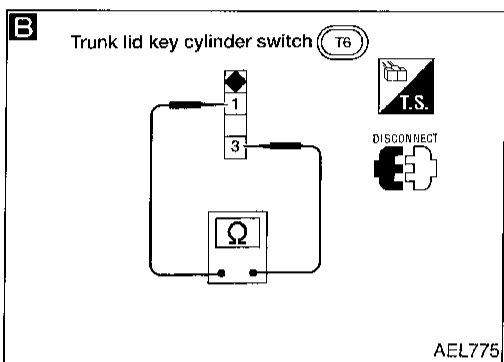 B
Trunk lid key cylinder switch T6
1
3
T.S.
DISCONNECT
Ω
AEL775